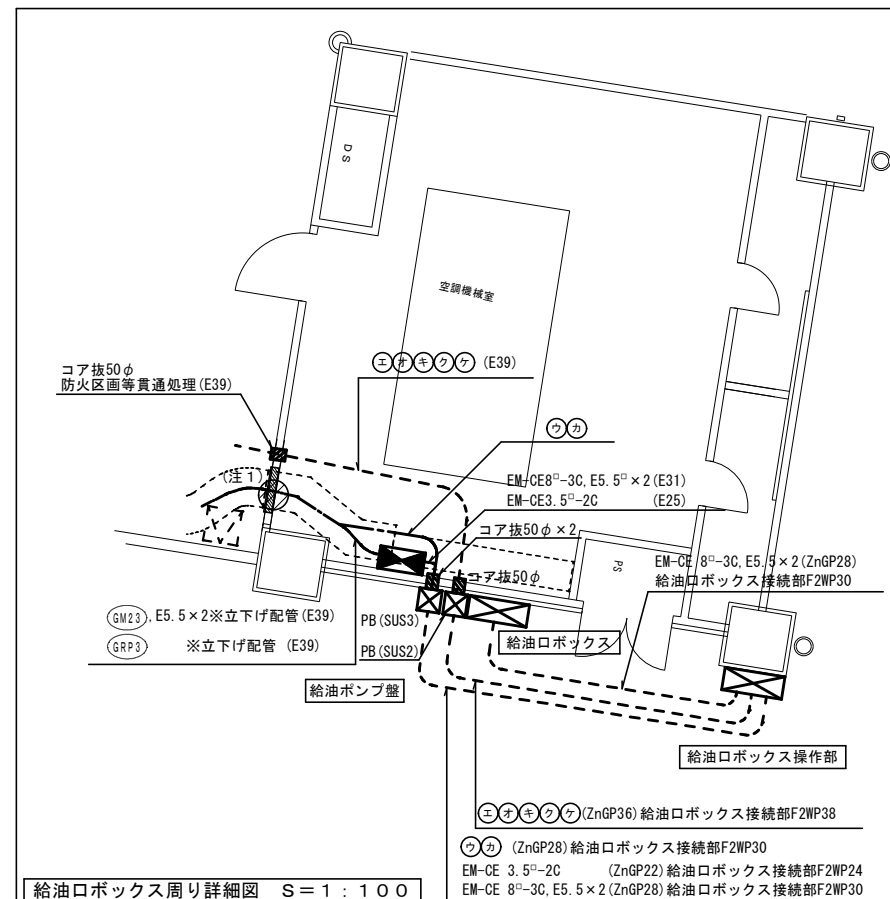 DS
空調機械室
エオキクケ (E39)
コア抜50φ
防火区画等貫通処理(E39)
ウカ
(注1)
EM-CE8□-3C,E5.5□×2(E31)
EM-CE3.5□-2C (E25)
コア抜50φ×2
コア抜50φ
PS
EM-CE 8□-3C,E5.5×2(ZnGP28)
給油口ボックス接続部F2WP30
GM23,E5.5×2※立下げ配管(E39)
GRP3 ※立下げ配管 (E39)
PB(SUS3)
PB(SUS2)
給油口ボックス
給油ポンプ盤
給油口ボックス操作部
エオキクケ(ZnGP36)給油口ボックス接続部F2WP38
ウカ (ZnGP28)給油口ボックス接続部F2WP30
EM-CE 3.5□-2C (ZnGP22)給油口ボックス接続部F2WP24
EM-CE 8□-3C,E5.5×2(ZnGP28)給油口ボックス接続部F2WP30
給油口ボックス周り詳細図 S=1:100